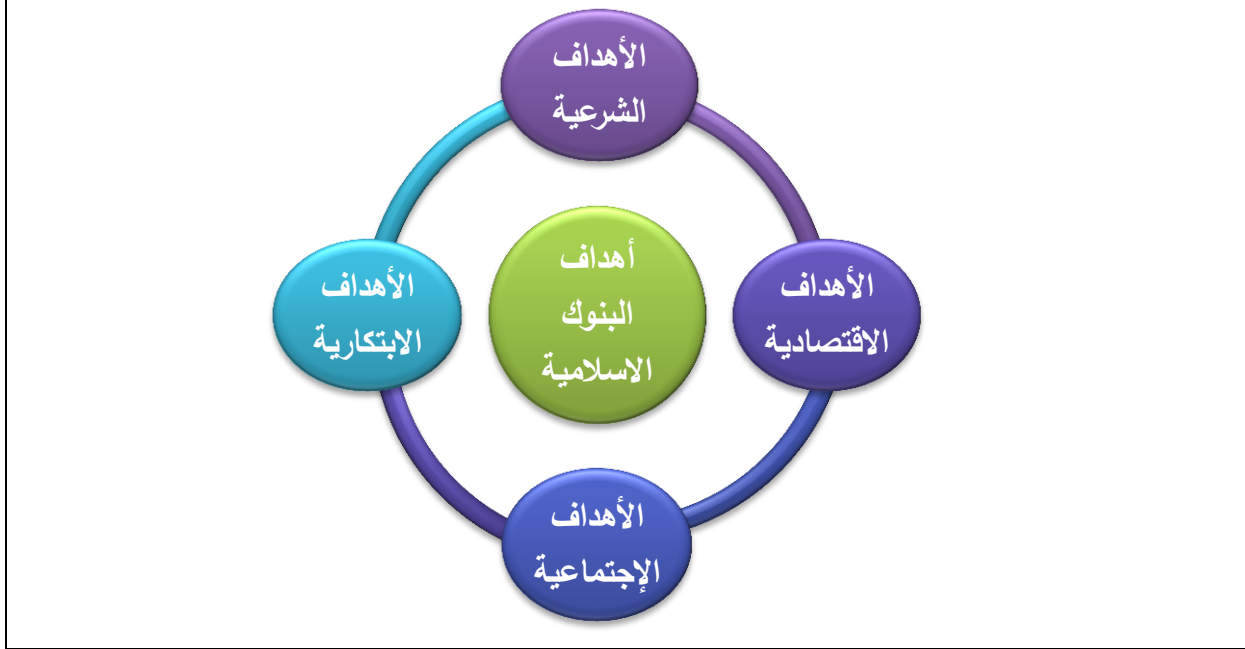 الأهداف
الشرعية
أهداف
البنوك
الاسلامية
الأهداف
الاقتصادية
الأهداف
الإجتماعية
الأهداف
الابتكارية